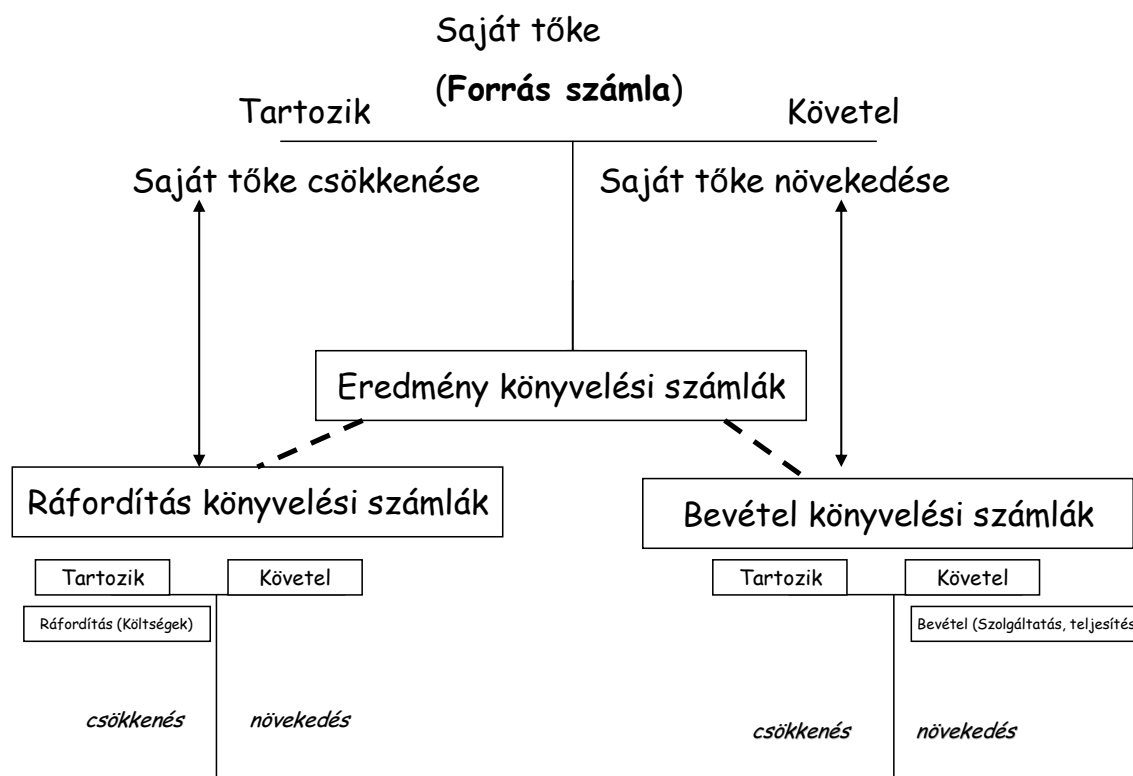 Saját tőke
(Forrás számla)
Tartozik
Követel
Saját tőke csökkenése
Saját tőke növekedése
Eredmény könyvelési számlák
Ráfordítás könyvelési számlák
Bevétel könyvelési számlák
Tartozik
Követel
Tartozik
Követel
Ráfordítás (Költségek)
Bevétel (Szolgáltatás, teljesítés
csökkenés
növekedés
csökkenés
növekedés